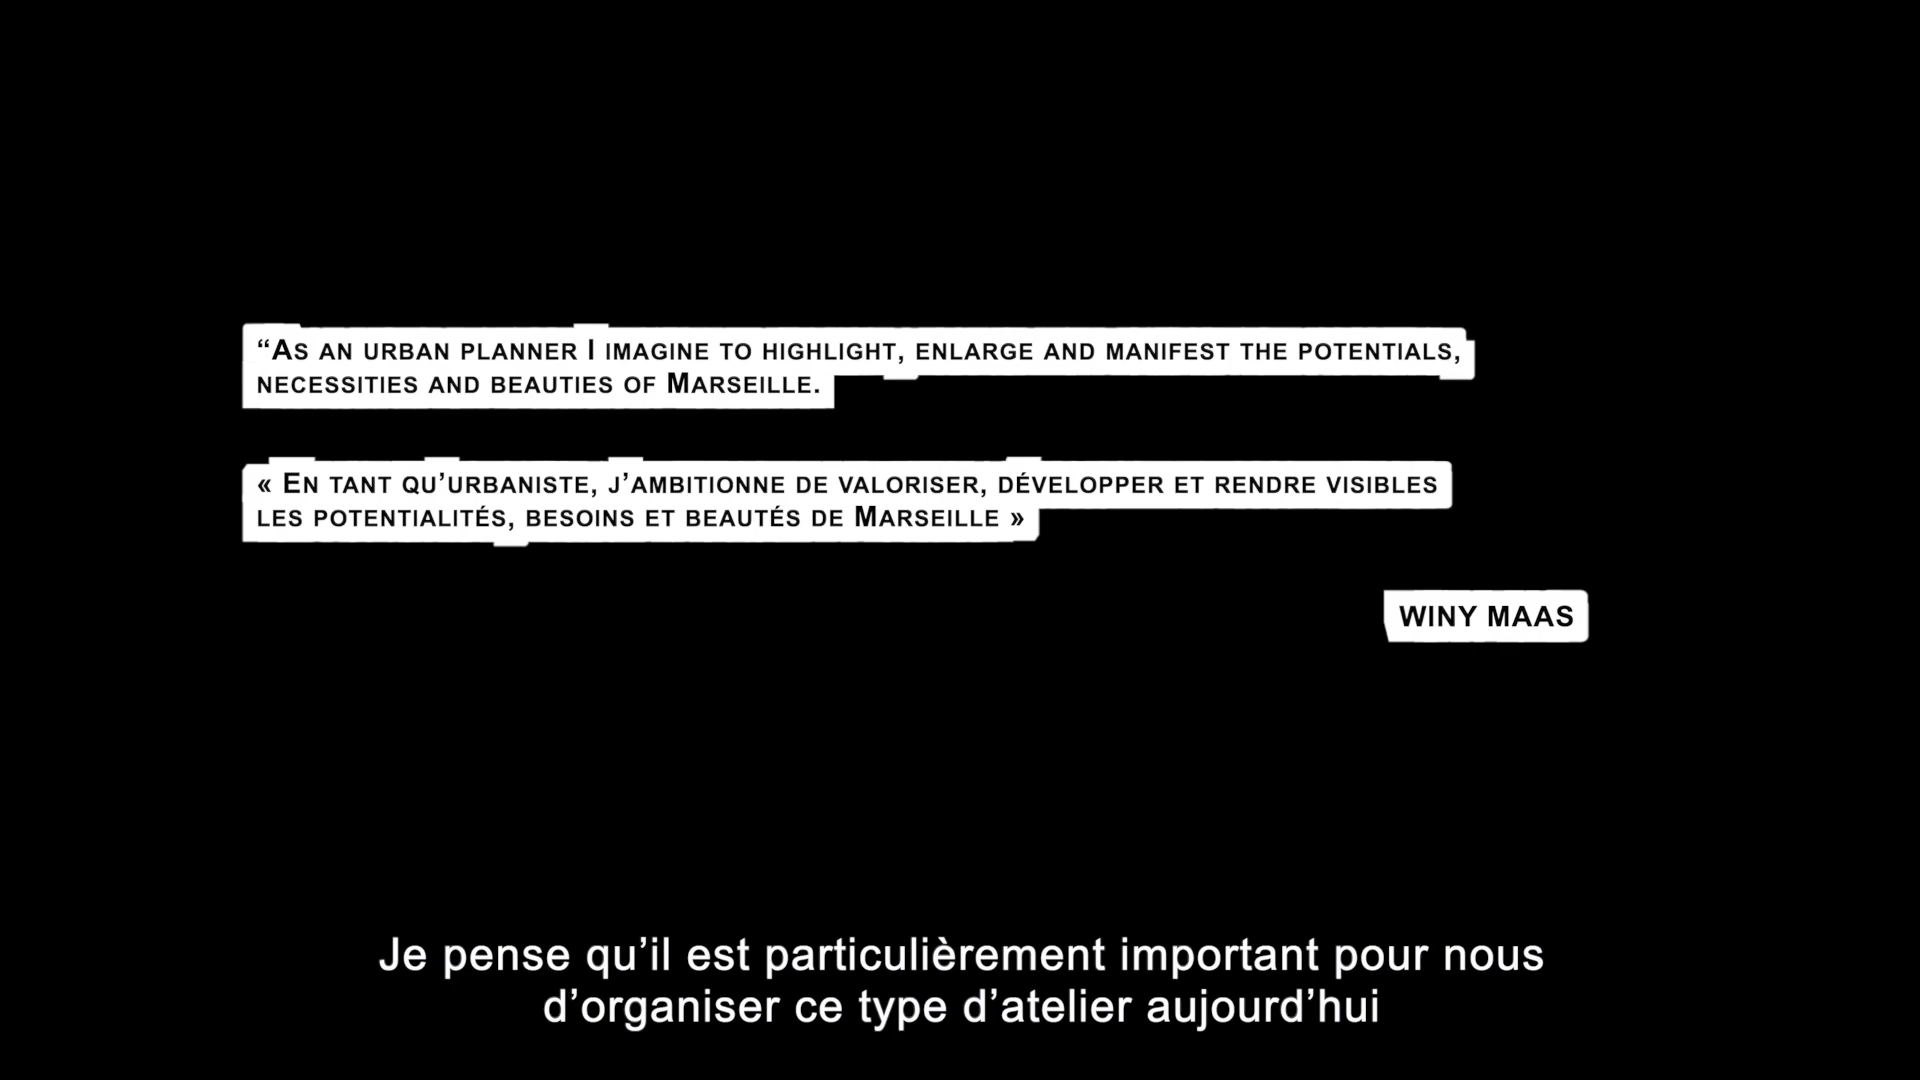 “As an urban planner I imagine to highlight, enlarge and manifest the potentials,
necessities and beauties of Marseille.
« En tant qu’urbaniste, j’ambitionne de valoriser, développer et rendre visibles
les potentialités, besoins et beautés de Marseille »
WINY MAAS
Je pense qu’il est particulièrement important pour nous
d’organiser ce type d’atelier aujourd’hui